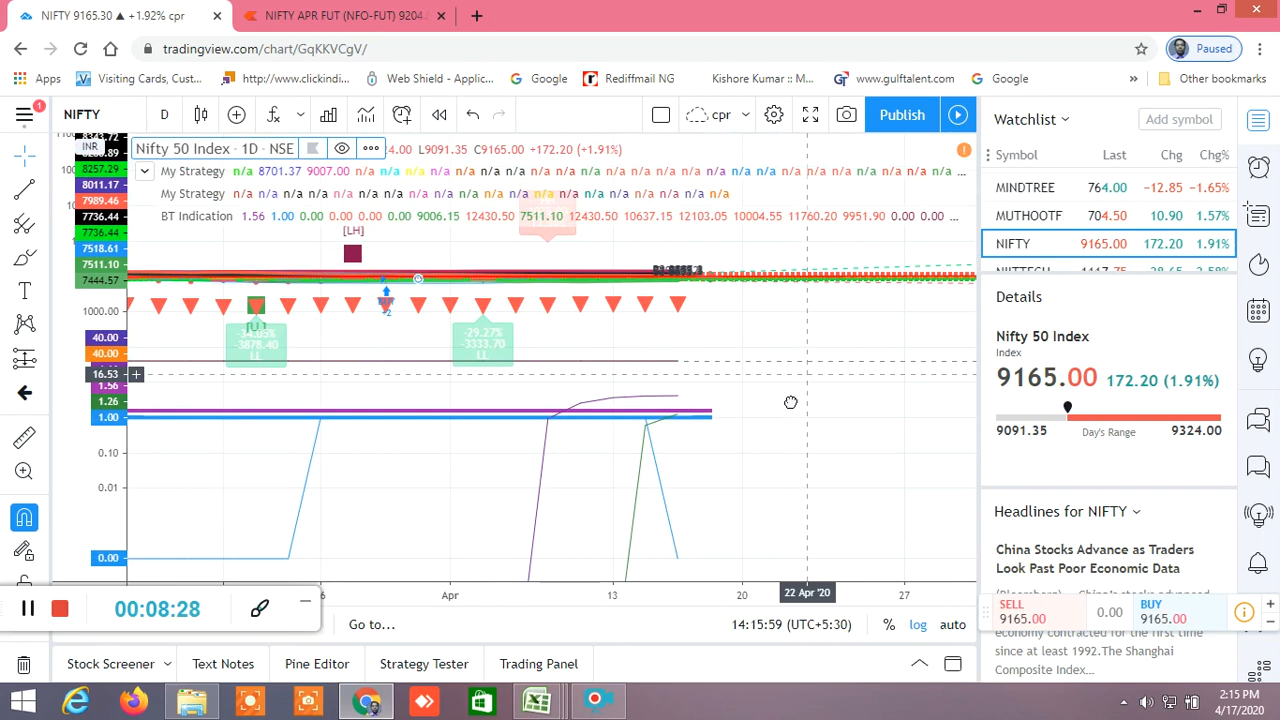 NIFTY 9165.30 ▲ +1.92% cpr
NIFTY APR FUT (NFO-FUT) 9204.
tradingview.com/chart/GqKKVCgV/
Paused
Apps
Visiting Cards, Cust...
http://www.clickindi...
Web Shield - Applic...
Google
Rediffmail NG
Kishore Kumar :: M...
www.gulftalent.com
Google
»
Other bookmarks
1
NIFTY
D
cpr
Publish
Watchlist
Add symbol
Nifty 50 Index · 1D · NSE
L9091.35 C9165.00 +172.20 (+1.91%)
My Strategy n/a 8701.37 9007.00 n/a n/a n/a n/a n/a n/a n/a n/a n/a n/a n/a n/a n/a n/a n/a n/a n/a n/a n/a n/a n/a n/a ...
My Strategy n/a n/a n/a n/a n/a n/a n/a n/a n/a n/a n/a n/a n/a n/a n/a n/a n/a n/a n/a
BT Indication 1.56 1.00 0.00 0.00 0.00 0.00 9006.15 12430.50 7511.10 12430.50 10637.15 12103.05 10004.55 11760.20 9951.90 0.00 0.00 ...
8343.72
INR
8257.29
8011.17
7989.46
7736.44
7736.44
7518.61
7511.10
7444.57
1000.00
40.00
40.00
16.53
1.56
1.26
1.00
0.10
0.01
0.00
[LH]
-34.05%
-3878.40
LL
-29.27%
-3333.70
LL
Apr
13
20
22 Apr '20
27
Symbol
Last
Chg
Chg%
MINDTREE 764.00 -12.85 -1.65%
MUTHOOTF 704.50 10.90 1.57%
NIFTY 9165.00 172.20 1.91%
Details
Nifty 50 Index
Index
9165.00 172.20 (1.91%)
9091.35
Day's Range
9324.00
Headlines for NIFTY
China Stocks Advance as Traders
Look Past Poor Economic Data
SELL
9165.00
0.00
BUY
9165.00
economy contracted for the first time
since at least 1992.The Shanghai
Composite Index...
00:08:28
Go to...
14:15:59 (UTC+5:30)
%
log
auto
Stock Screener
Text Notes
Pine Editor
Strategy Tester
Trading Panel
2:15 PM
4/17/2020